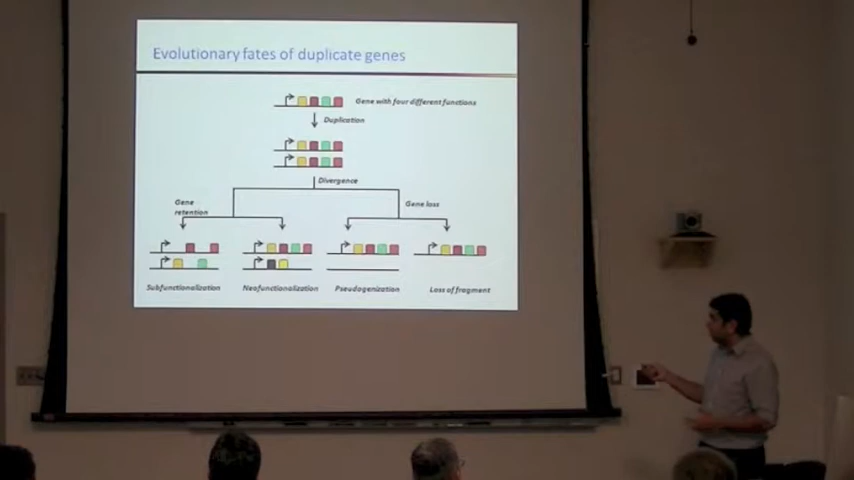 Evolutionary fates of duplicate genes
Gene with four different functions
Duplication
Divergence
Gene
retention
Gene loss
Subfunctionalization
Neofunctionalization
Pseudogenization
Loss of fragment